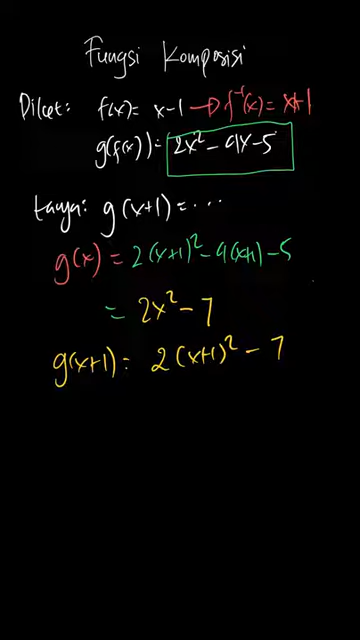 Fungsi Komposisi
Diket: f(x) = x-1 → f⁻¹(x) = x+1
g(f(x)) = 2x² - 4x - 5
tanya: g(x+1) = ...
g(x) = 2(x+1)² - 4(x+1) - 5
= 2x² - 7
g(x+1) = 2(x+1)² - 7